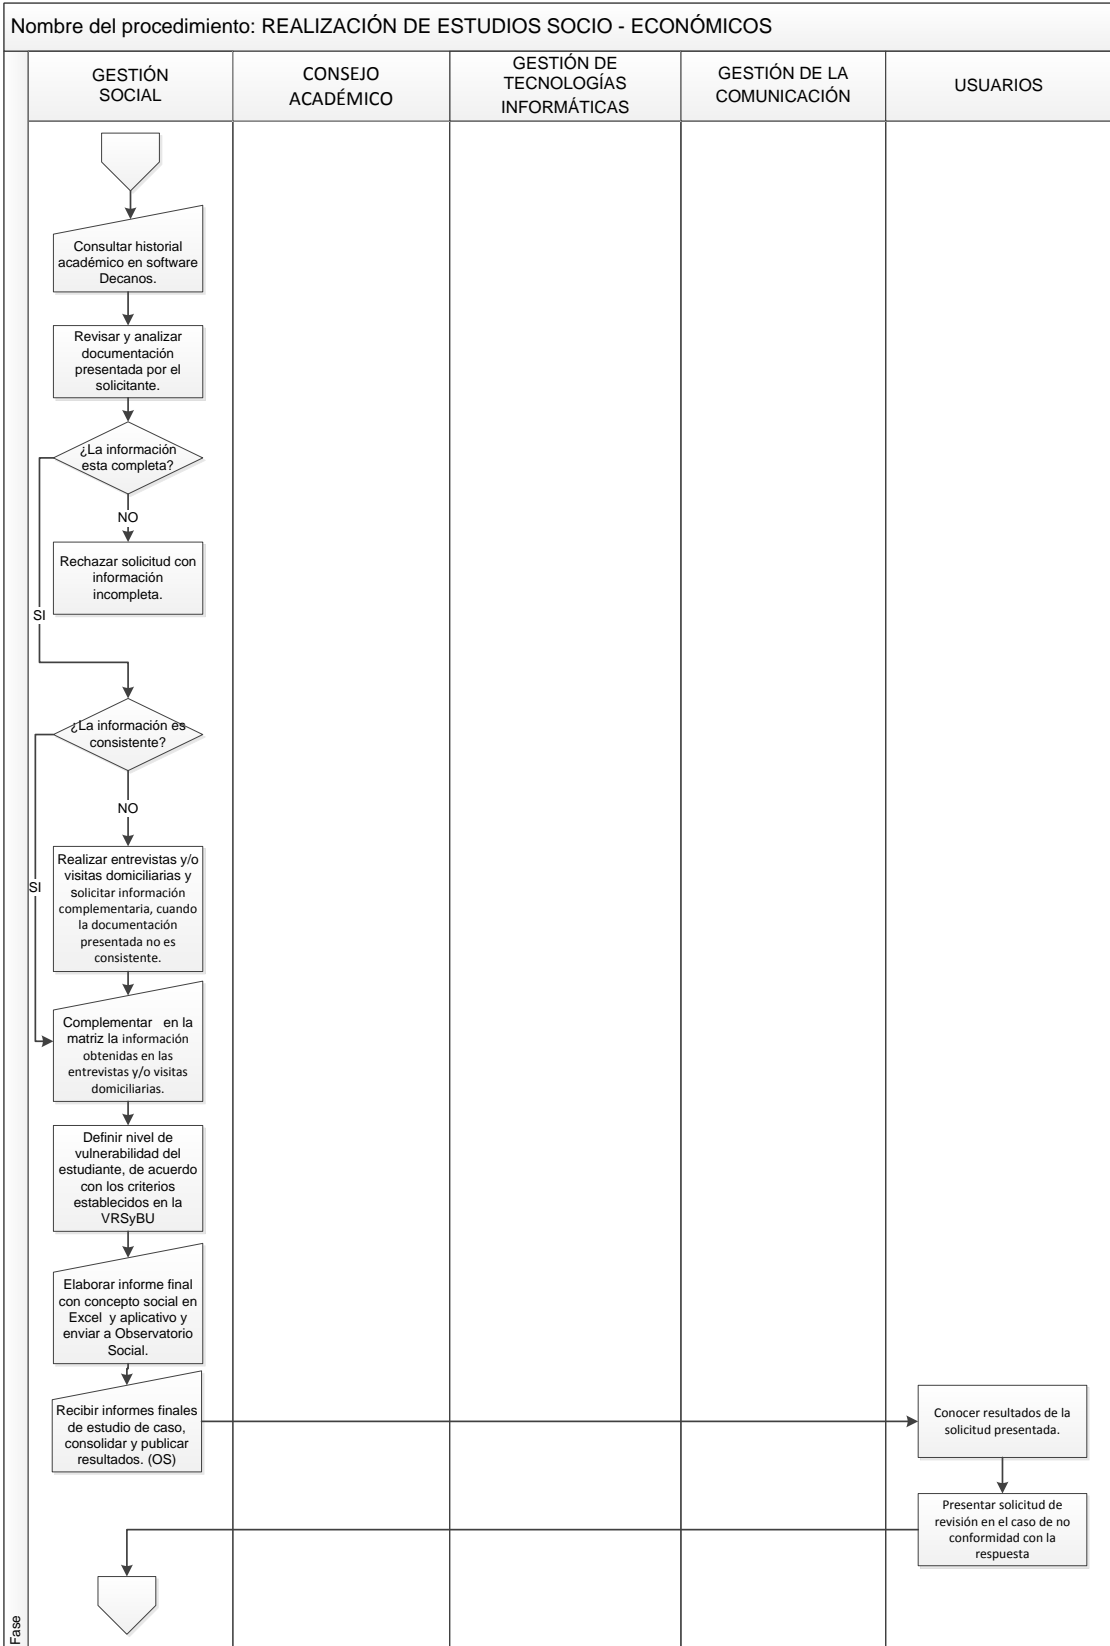 Nombre del procedimiento: REALIZACIÓN DE ESTUDIOS SOCIO - ECONÓMICOS
GESTIÓN
SOCIAL
CONSEJO
ACADÉMICO
GESTIÓN DE
TECNOLOGÍAS
INFORMÁTICAS
GESTIÓN DE LA
COMUNICACIÓN
USUARIOS
Consultar historial
académico en software
Decanos.
Revisar y analizar
documentación
presentada por el
solicitante.
¿La información
esta completa?
NO
Rechazar solicitud con
información
incompleta.
SI
¿La información es
consistente?
NO
Realizar entrevistas y/o
visitas domiciliarias y
solicitar información
complementaria, cuando
la documentación
presentada no es
consistente.
SI
Complementar en la
matriz la información
obtenidas en las
entrevistas y/o visitas
domiciliarias.
Definir nivel de
vulnerabilidad del
estudiante, de acuerdo
con los criterios
establecidos en la
VRSyBU
Elaborar informe final
con concepto social en
Excel y aplicativo y
enviar a Observatorio
Social.
Recibir informes finales
de estudio de caso,
consolidar y publicar
resultados. (OS)
Conocer resultados de la
solicitud presentada.
Presentar solicitud de
revisión en el caso de no
conformidad con la
respuesta
Fase